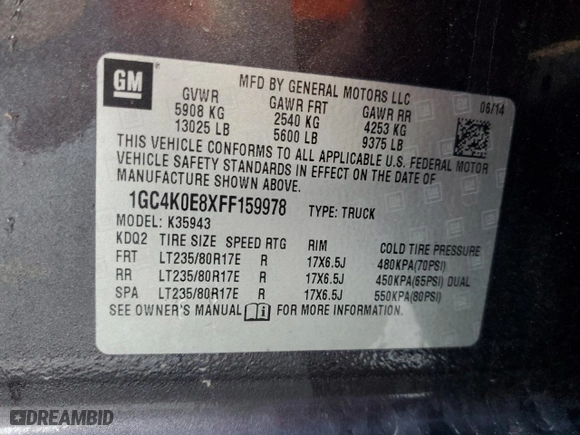 GM
MFD BY GENERAL MOTORS LLC
GVWR GAWR FRT GAWR RR 06/14
5908 KG 2540 KG 4253 KG
13025 LB 5600 LB 9375 LB
THIS VEHICLE CONFORMS TO ALL APPLICABLE U.S. FEDERAL MOTOR
VEHICLE SAFETY STANDARDS IN EFFECT ON THE DATE OF
MANUFACTURE SHOWN ABOVE.
1GC4K0E8XFF159978 TYPE: TRUCK
MODEL: K35943
KDQ2 TIRE SIZE SPEED RTG RIM COLD TIRE PRESSURE
FRT LT235/80R17E R 17X6.5J 480KPA(70PSI)
RR LT235/80R17E R 17X6.5J 450KPA(65PSI) DUAL
SPA LT235/80R17E R 17X6.5J 550KPA(80PSI)
SEE OWNER'S MANUAL i FOR MORE INFORMATION.
DREAMBID